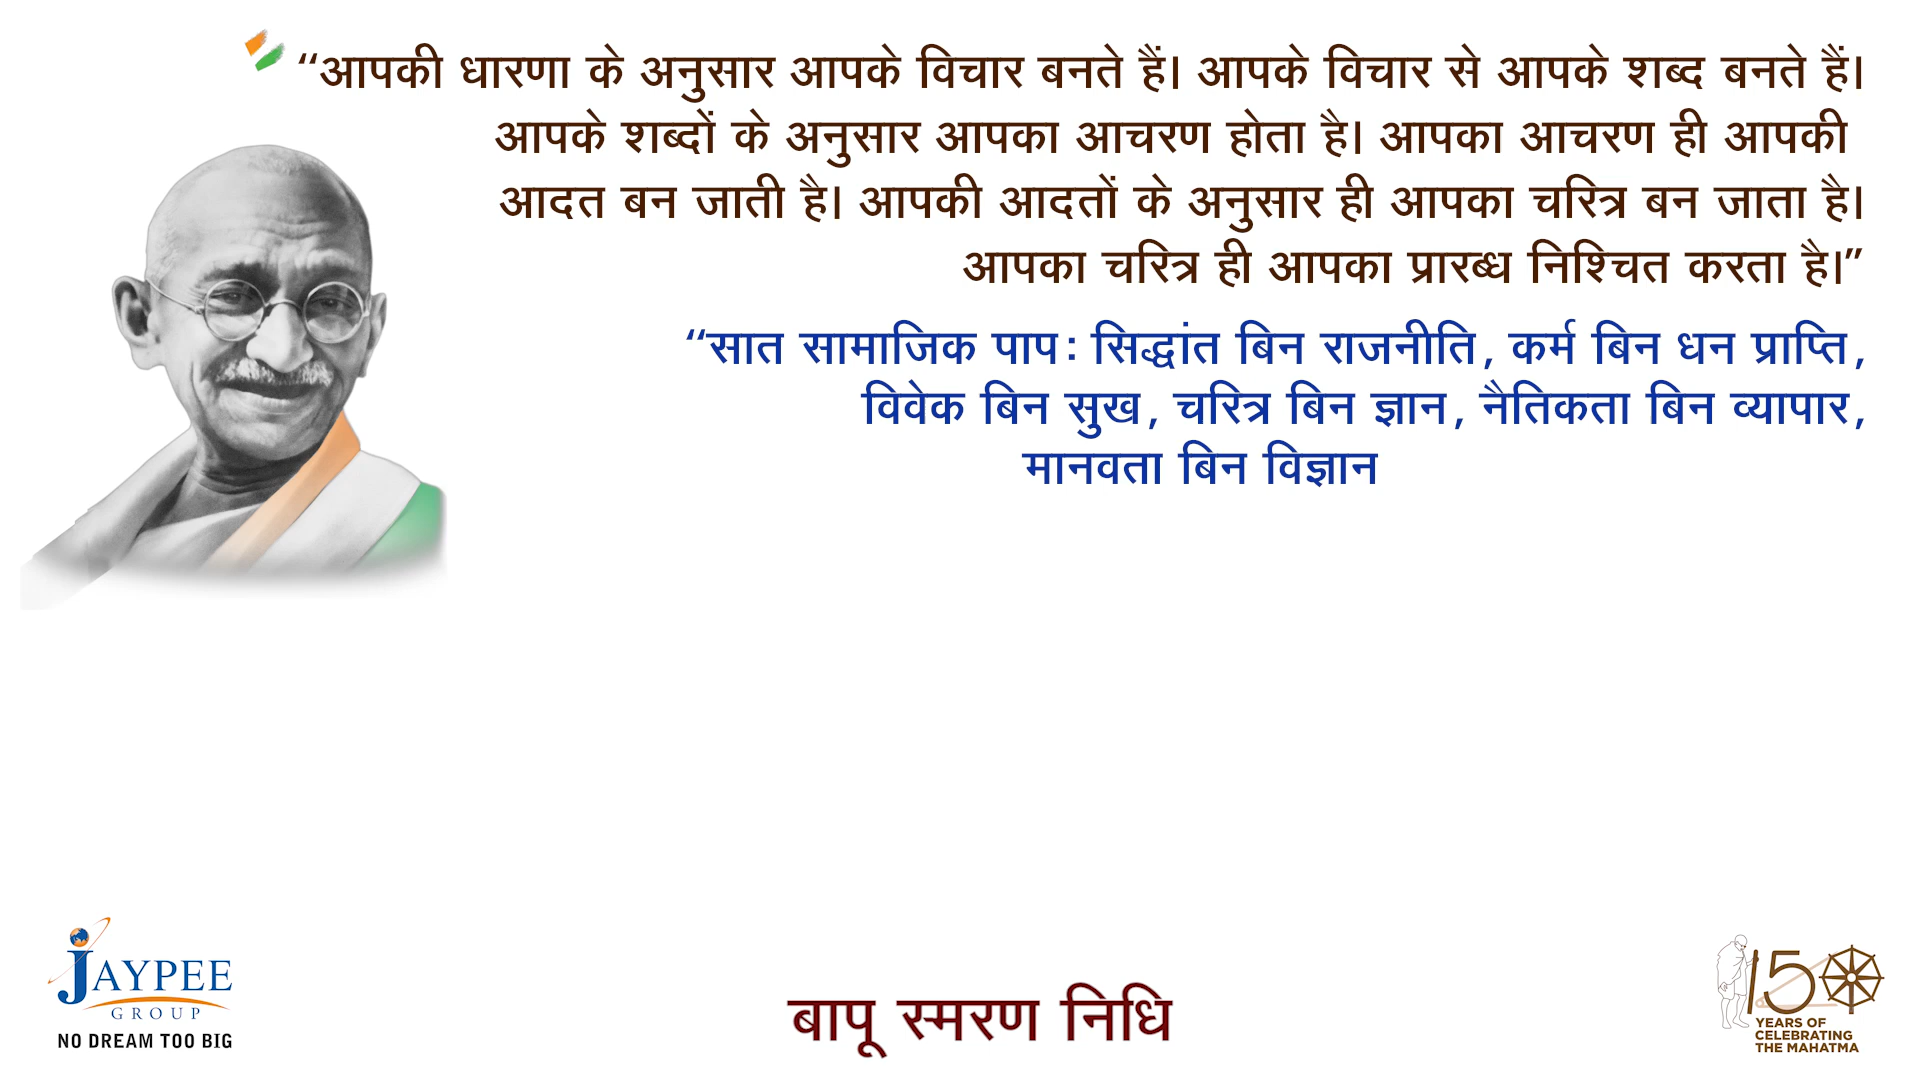 “आपकी धारणा के अनुसार आपके विचार बनते हैं। आपके विचार से आपके शब्द बनते हैं।
आपके शब्दों के अनुसार आपका आचरण होता है। आपका आचरण ही आपकी
आदत बन जाती है। आपकी आदतों के अनुसार ही आपका चरित्र बन जाता है।
आपका चरित्र ही आपका प्रारब्ध निश्चित करता है।”
“सात सामाजिक पाप: सिद्धांत बिन राजनीति, कर्म बिन धन प्राप्ति,
विवेक बिन सुख, चरित्र बिन ज्ञान, नैतिकता बिन व्यापार,
मानवता बिन विज्ञान
JAYPEE
GROUP
NO DREAM TOO BIG
बापू स्मरण निधि
150
YEARS OF
CELEBRATING
THE MAHATMA